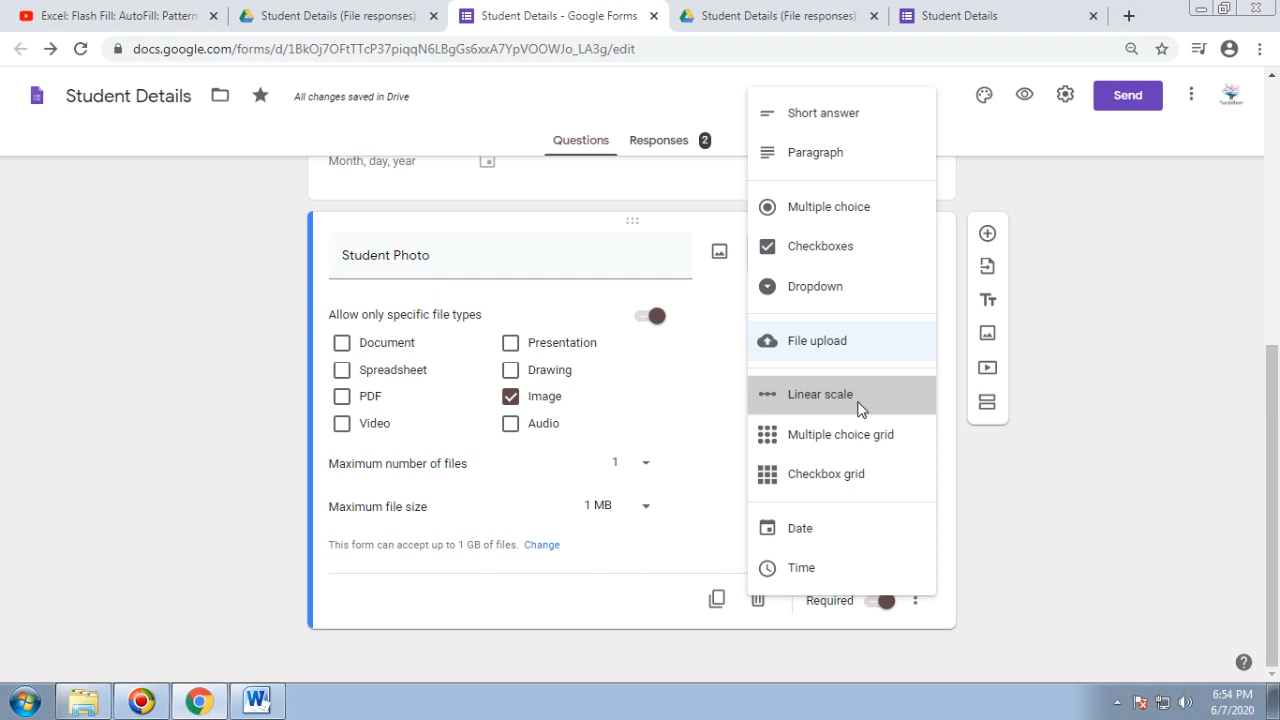 Excel: Flash Fill: AutoFill: Pattern
Student Details (File responses)
Student Details - Google Forms
Student Details (File responses)
Student Details
docs.google.com/forms/d/1BkOj7OFtTTcP37piqqN6LBgGs6xxA7YpVOOWJo_LA3g/edit
Student Details
All changes saved in Drive
Send
Questions
Responses 2
Month, day, year
Student Photo
Allow only specific file types
Document
Presentation
Spreadsheet
Drawing
PDF
Image
Video
Audio
Maximum number of files
1
Maximum file size
1 MB
This form can accept up to 1 GB of files. Change
Required
Short answer
Paragraph
Multiple choice
Checkboxes
Dropdown
File upload
Linear scale
Multiple choice grid
Checkbox grid
Date
Time
6:54 PM
6/7/2020